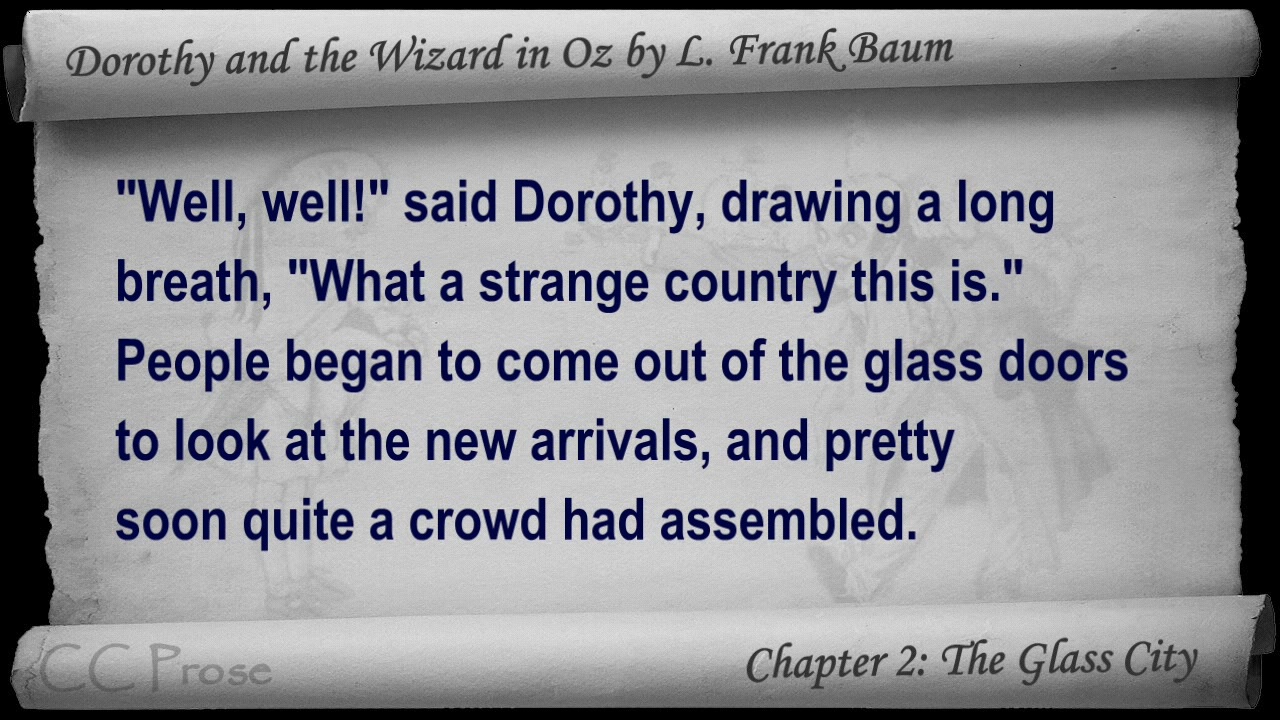 Dorothy and the Wizard in Oz by L. Frank Baum
"Well, well!" said Dorothy, drawing a long
breath, "What a strange country this is."
People began to come out of the glass doors
to look at the new arrivals, and pretty
soon quite a crowd had assembled.
CC Prose
Chapter 2: The Glass City